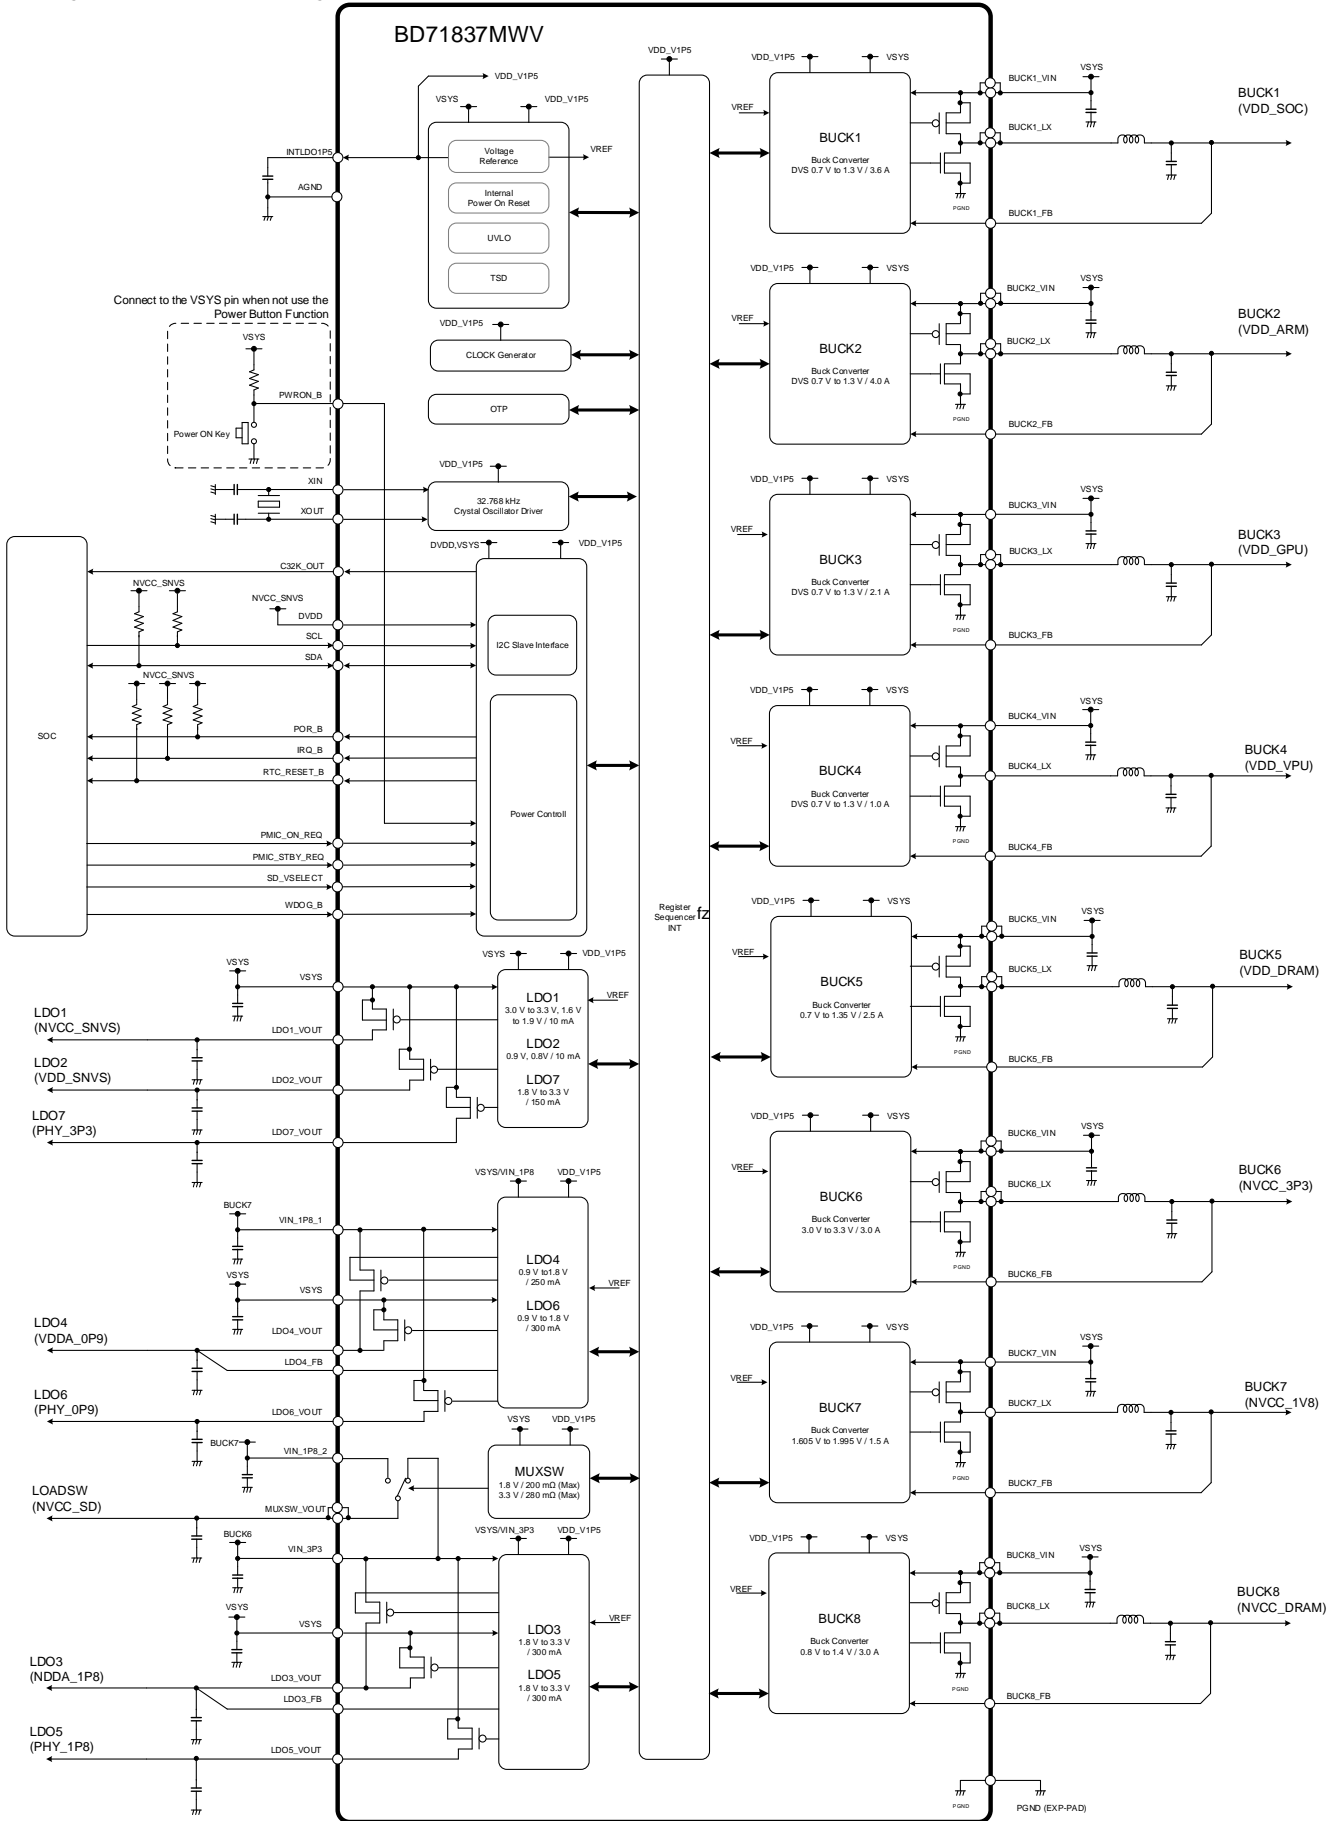 BD71837MWV
VDD_V1P5
VSYS
VDD_V1P5
INTLDO1P5
Voltage
Reference
VREF
AGND
Internal
Power On Reset
UVLO
TSD
Connect to the VSYS pin when not use the
Power Button Function
VSYS
PWRON_B
Power ON Key
VDD_V1P5
CLOCK Generator
OTP
VDD_V1P5
XIN
XOUT
32.768 kHz
Crystal Oscillator Driver
DVDD,VSYS
VDD_V1P5
SOC
C32K_OUT
NVCC_SNVS
NVCC_SNVS
DVDD
SCL
SDA
I2C Slave Interface
NVCC_SNVS
POR_B
IRQ_B
RTC_RESET_B
Power Controll
PMIC_ON_REQ
PMIC_STBY_REQ
SD_VSELECT
WDOG_B
VSYS
VSYS
VSYS
VDD_V1P5
LDO1
3.0 V to 3.3 V, 1.6 V
to 1.9 V / 10 mA
LDO2
0.9 V, 0.8V / 10 mA
LDO7
1.8 V to 3.3 V
/ 150 mA
VREF
LDO1
(NVCC_SNVS)
LDO1_VOUT
LDO2
(VDD_SNVS)
LDO2_VOUT
LDO7
(PHY_3P3)
LDO7_VOUT
VSYS/VIN_1P8
VDD_V1P5
BUCK7
VIN_1P8_1
VSYS
VSYS
LDO4
0.9 V to1.8 V
/ 250 mA
LDO6
0.9 V to 1.8 V
/ 300 mA
VREF
LDO4
(VDDA_0P9)
LDO4_VOUT
LDO4_FB
LDO6
(PHY_0P9)
LDO6_VOUT
BUCK7
VIN_1P8_2
VSYS
VDD_V1P5
MUXSW
1.8 V / 200 mΩ (Max)
3.3 V / 280 mΩ (Max)
LOADSW
(NVCC_SD)
MUXSW_VOUT
BUCK6
VIN_3P3
VSYS/VIN_3P3
VDD_V1P5
VSYS
VSYS
LDO3
1.8 V to 3.3 V
/ 300 mA
LDO5
1.8 V to 3.3 V
/ 300 mA
VREF
LDO3
(NDDA_1P8)
LDO3_VOUT
LDO3_FB
LDO5
(PHY_1P8)
LDO5_VOUT
VDD_V1P5
Register
Sequencer
INT
fz
VDD_V1P5
VSYS
VREF
BUCK1
Buck Converter
DVS 0.7 V to 1.3 V / 3.6 A
PGND
BUCK1_VIN
VSYS
BUCK1_LX
BUCK1_FB
BUCK1
(VDD_SOC)
VDD_V1P5
VSYS
VREF
BUCK2
Buck Converter
DVS 0.7 V to 1.3 V / 4.0 A
PGND
BUCK2_VIN
VSYS
BUCK2_LX
BUCK2_FB
BUCK2
(VDD_ARM)
VDD_V1P5
VSYS
VREF
BUCK3
Buck Converter
DVS 0.7 V to 1.3 V / 2.1 A
PGND
BUCK3_VIN
VSYS
BUCK3_LX
BUCK3_FB
BUCK3
(VDD_GPU)
VDD_V1P5
VSYS
VREF
BUCK4
Buck Converter
DVS 0.7 V to 1.3 V / 1.0 A
PGND
BUCK4_VIN
VSYS
BUCK4_LX
BUCK4_FB
BUCK4
(VDD_VPU)
VDD_V1P5
VSYS
VREF
BUCK5
Buck Converter
0.7 V to 1.35 V / 2.5 A
PGND
BUCK5_VIN
VSYS
BUCK5_LX
BUCK5_FB
BUCK5
(VDD_DRAM)
VDD_V1P5
VSYS
VREF
BUCK6
Buck Converter
3.0 V to 3.3 V / 3.0 A
PGND
BUCK6_VIN
VSYS
BUCK6_LX
BUCK6_FB
BUCK6
(NVCC_3P3)
VDD_V1P5
VSYS
VREF
BUCK7
Buck Converter
1.605 V to 1.995 V / 1.5 A
PGND
BUCK7_VIN
VSYS
BUCK7_LX
BUCK7_FB
BUCK7
(NVCC_1V8)
VDD_V1P5
VSYS
VREF
BUCK8
Buck Converter
0.8 V to 1.4 V / 3.0 A
PGND
BUCK8_VIN
VSYS
BUCK8_LX
BUCK8_FB
BUCK8
(NVCC_DRAM)
PGND
PGND (EXP-PAD)